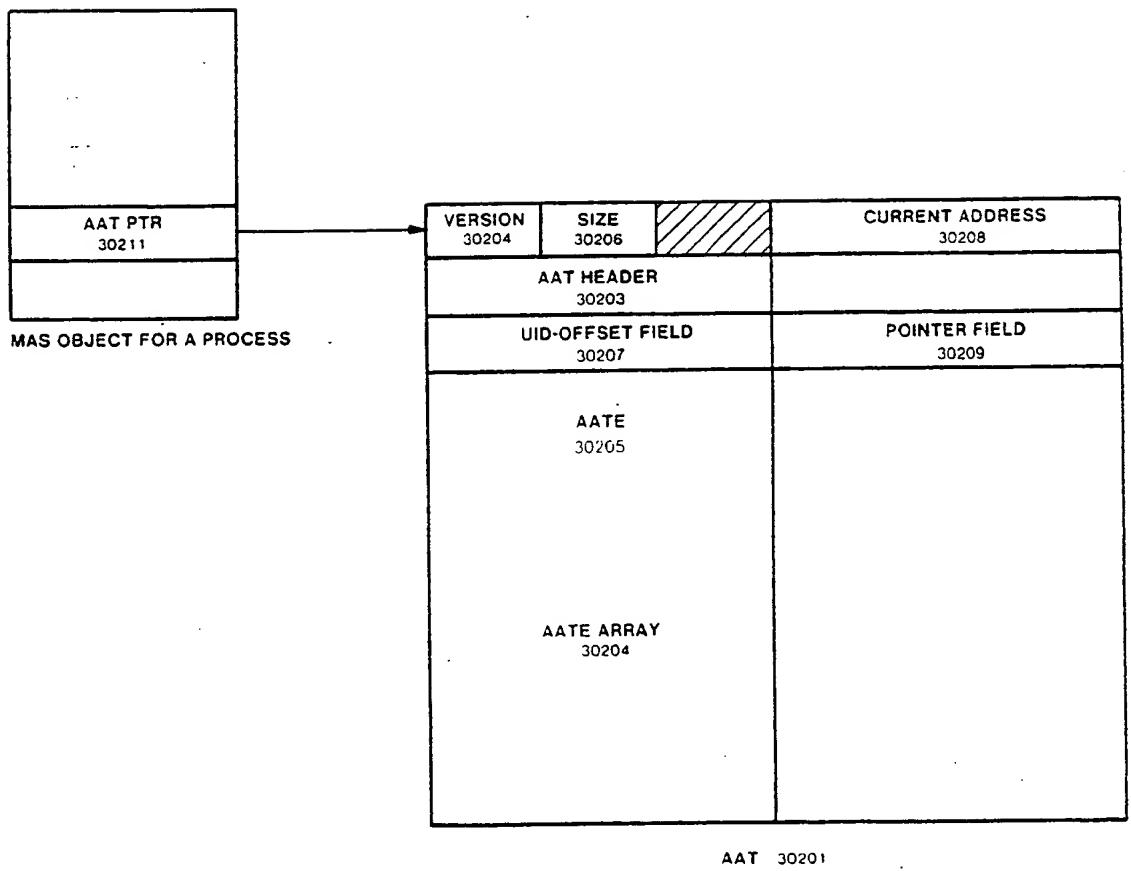 AAT PTR
30211
MAS OBJECT FOR A PROCESS
VERSION
30204
SIZE
30206
CURRENT ADDRESS
30208
AAT HEADER
30203
UID-OFFSET FIELD
30207
POINTER FIELD
30209
AATE
30205
AATE ARRAY
30204
AAT 30201